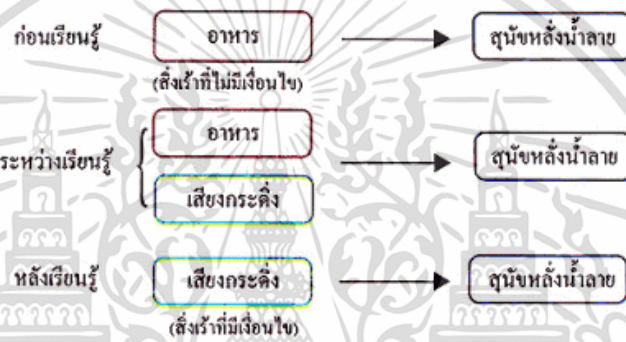 ก่อนเรียนรู้ อาหาร สุนัขหลั่งน้ำลาย
(สิ่งเร้าที่ไม่มีเงื่อนไข)
อาหาร
ระหว่างเรียนรู้ สุนัขหลั่งน้ำลาย
เสียงกระดิ่ง
หลังเรียนรู้ เสียงกระดิ่ง สุนัขหลั่งน้ำลาย
(สิ่งเร้าที่มีเงื่อนไข)